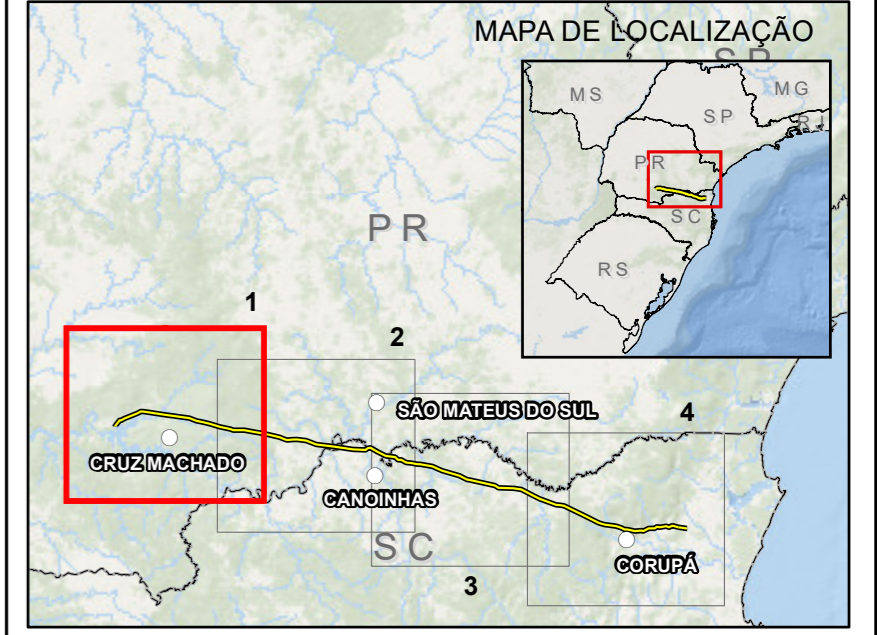 MAPA DE LOCALIZAÇÃO
SP
MS
MG
SP
RJ
PR
SC
RS
PR
1
2
SÃO MATEUS DO SUL
4
CRUZ MACHADO
CANOINHAS
SC
CORUPÁ
3